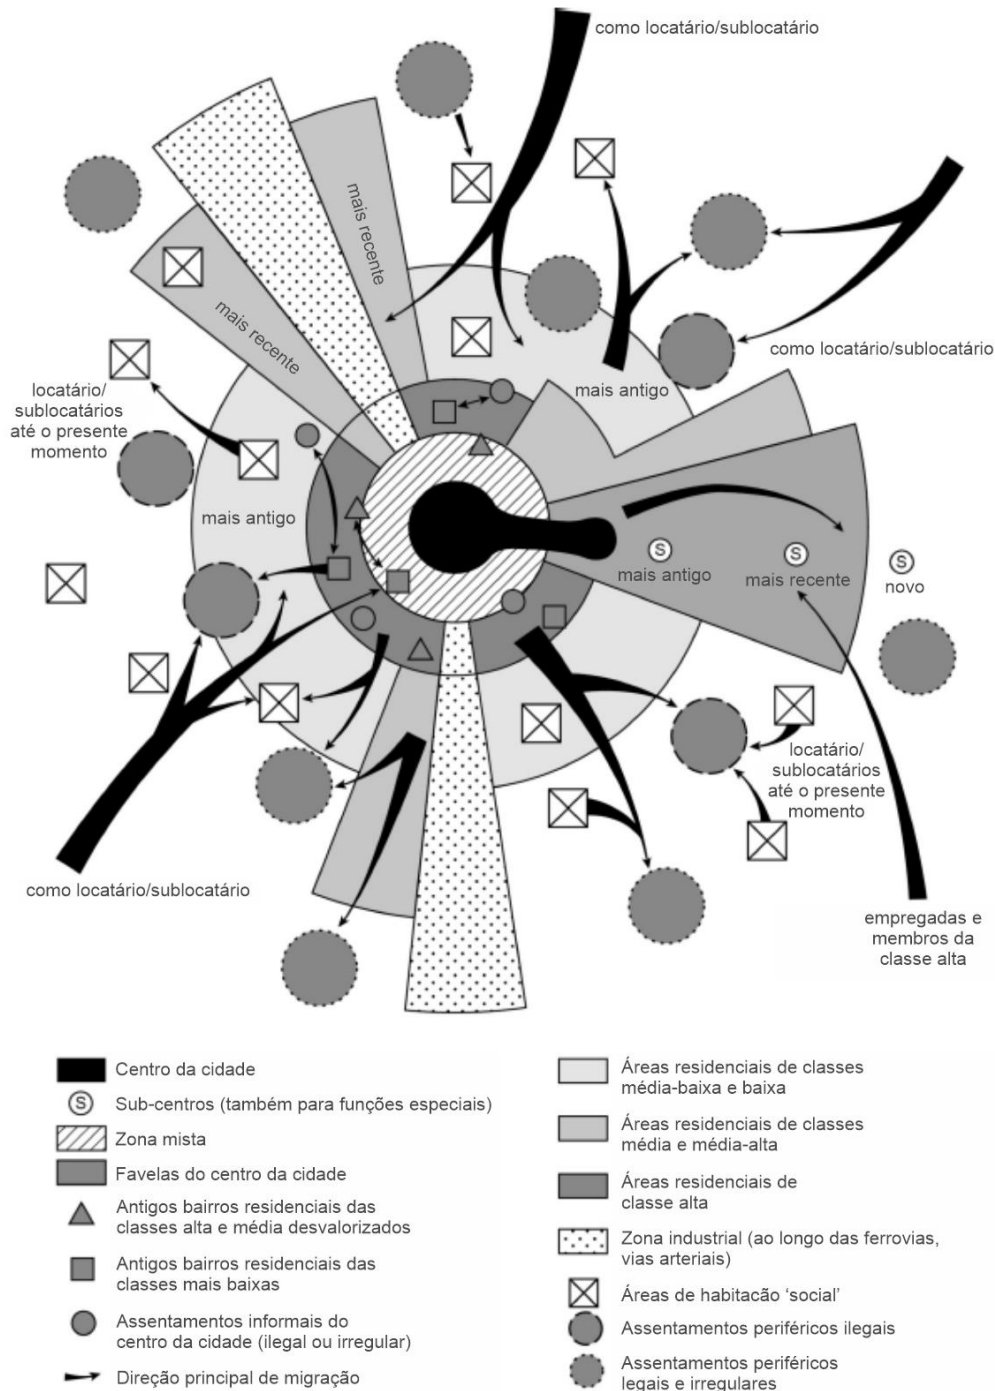 como locatário/sublocatário
mais recente
mais recente
como locatário/sublocatário
mais antigo
locatário/
sublocatários
até o presente
momento
mais antigo
S
mais antigo
S
mais recente
S
novo
locatário/
sublocatários
até o presente
momento
como locatário/sublocatário
empregadas e
membros da
classe alta
Centro da cidade
S
Sub-centros (também para funções especiais)
Zona mista
Favelas do centro da cidade
Antigos bairros residenciais das
classes alta e média desvalorizados
Antigos bairros residenciais das
classes mais baixas
Assentamentos informais do
centro da cidade (ilegal ou irregular)
Direção principal de migração
Áreas residenciais de classes
média-baixa e baixa
Áreas residenciais de classes
média e média-alta
Áreas residenciais de
classe alta
Zona industrial (ao longo das ferrovias,
vias arteriais)
Áreas de habitacão ‘social’
Assentamentos periféricos ilegais
Assentamentos periféricos
legais e irregulares